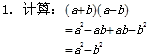 1. 计算：(a+b)(a-b)
=a²-ab+ab-b²
=a²-b²